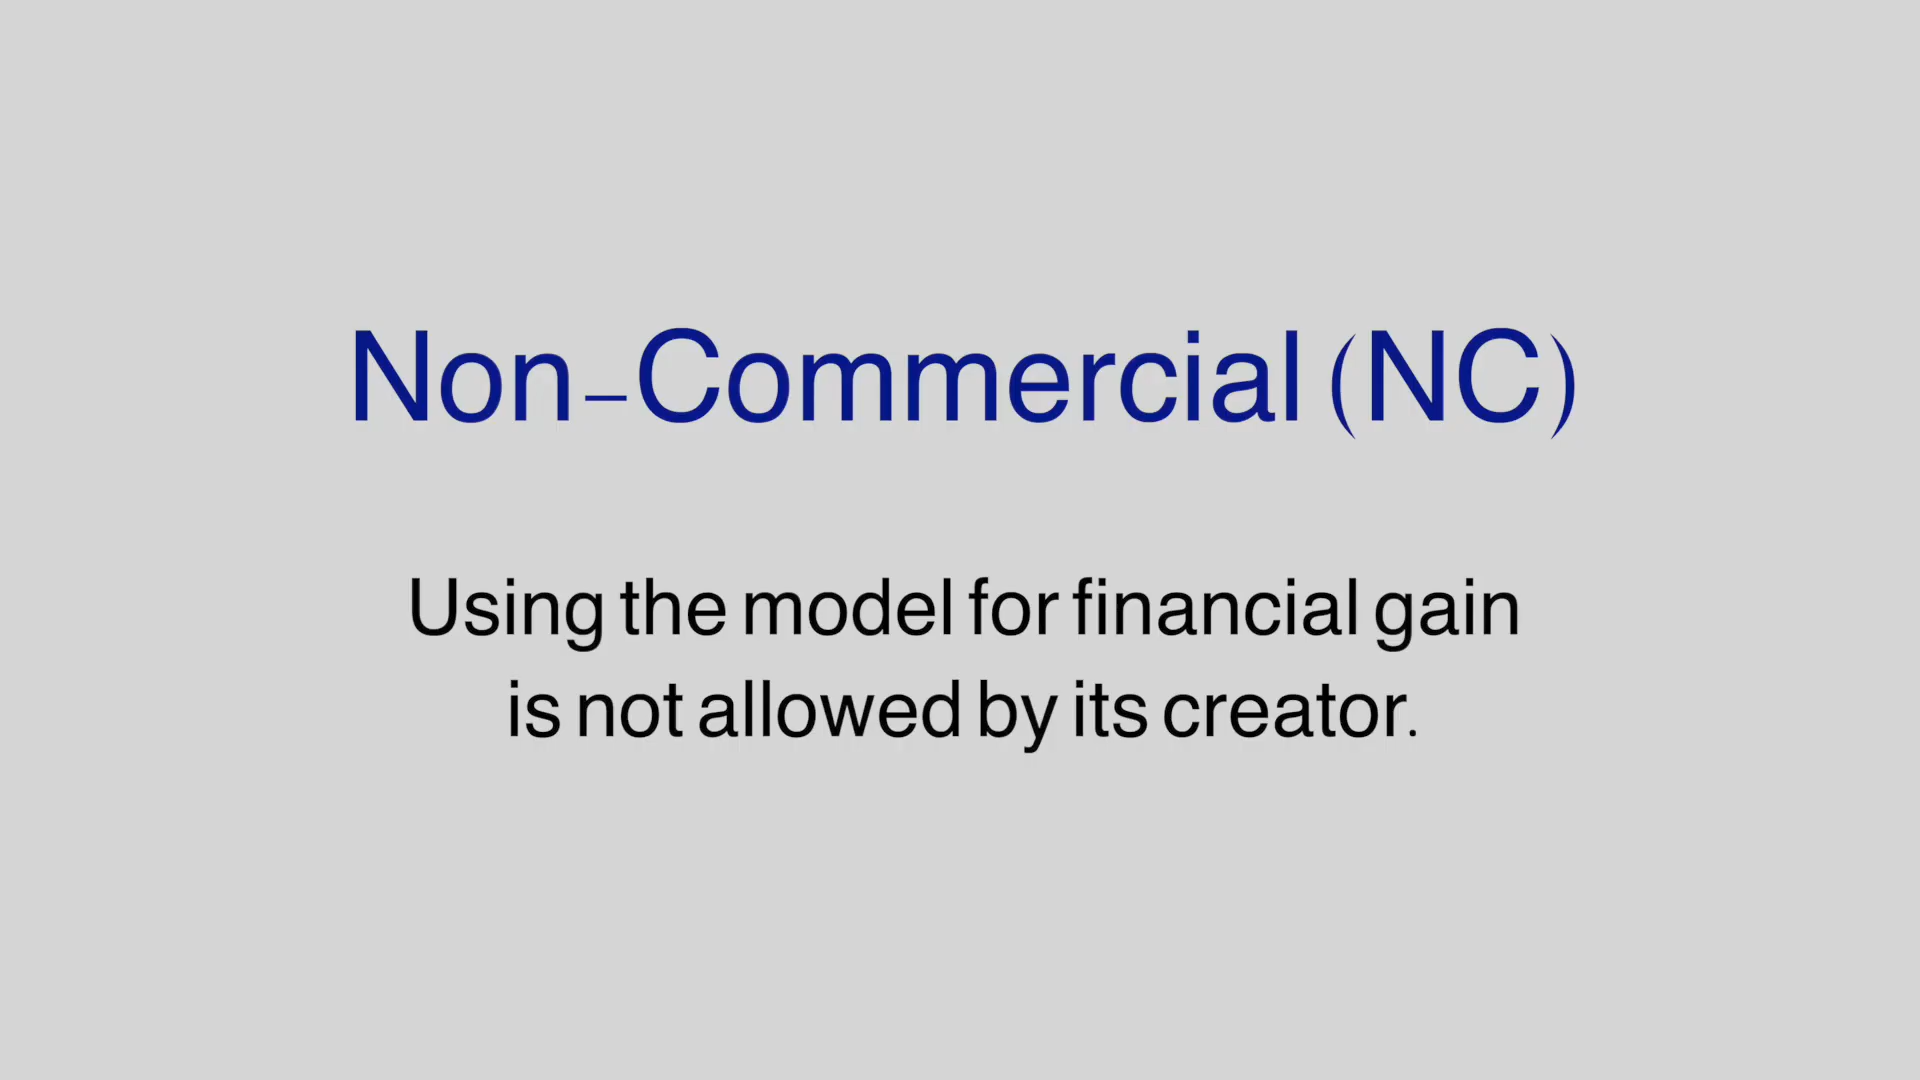 Non-Commercial (NC)
Using the model for financial gain
is not allowed by its creator.